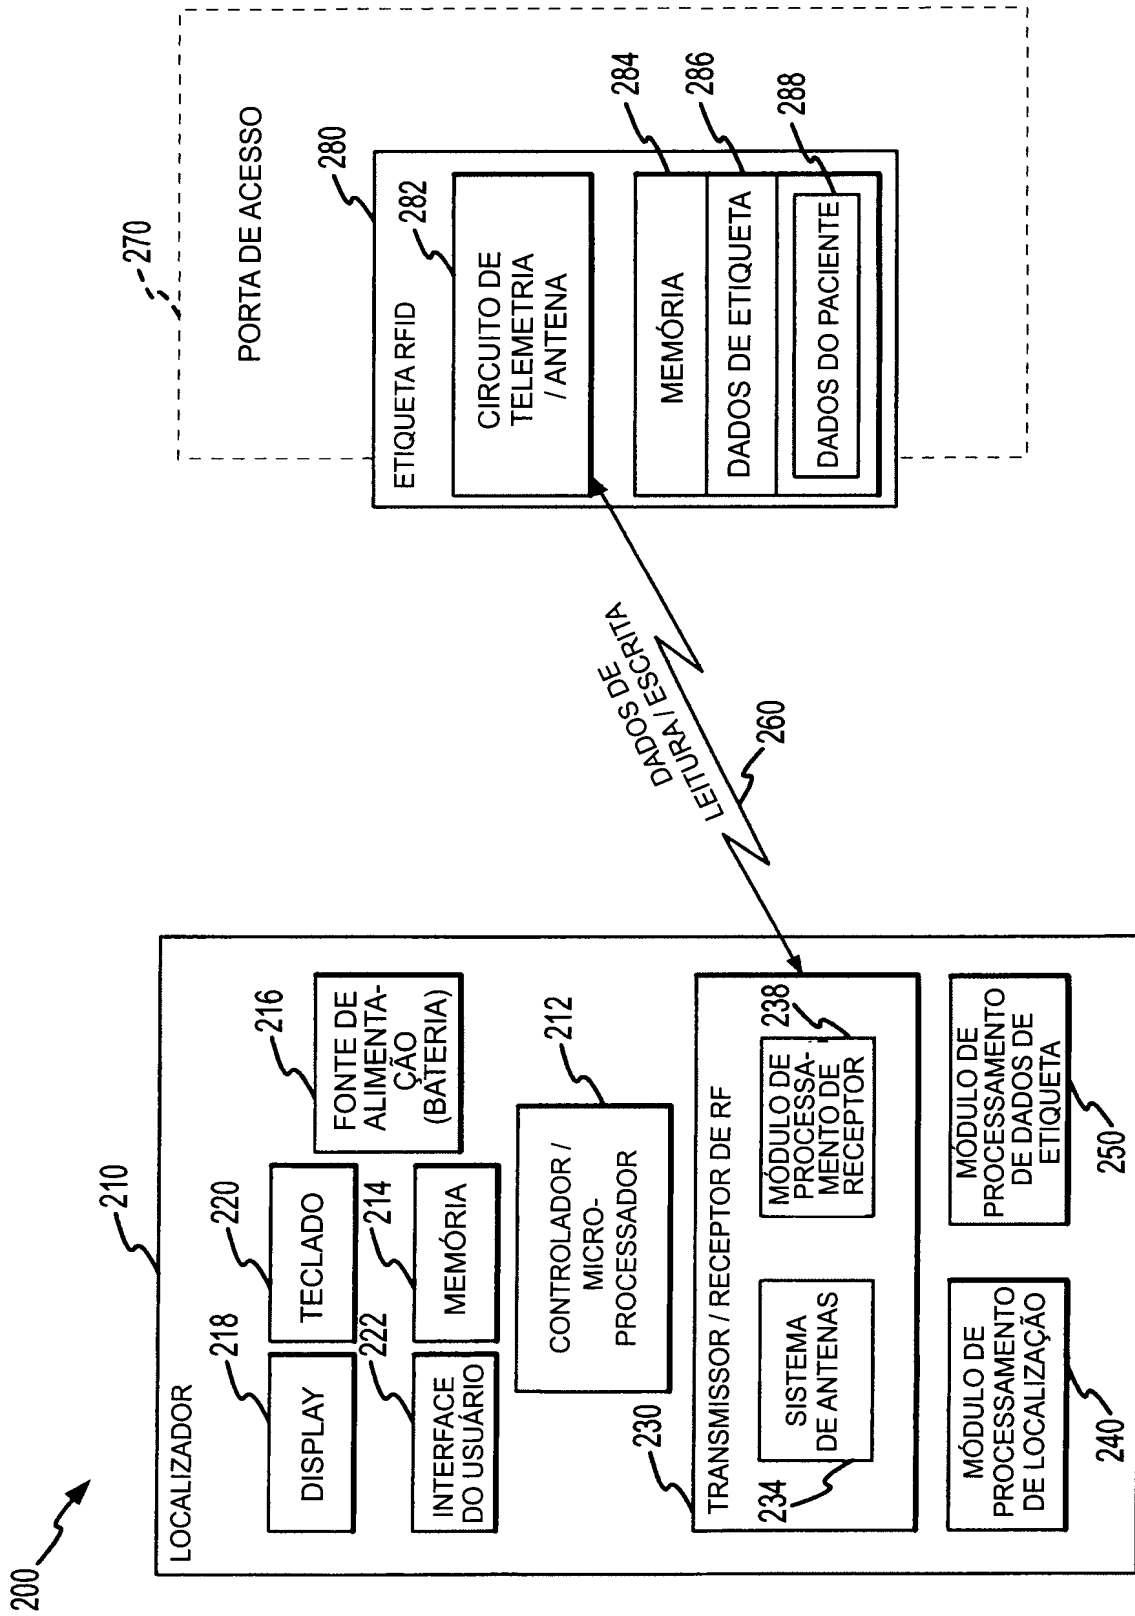 200
210
LOCALIZADOR
218
DISPLAY
220
TECLADO
216
FONTE DE
ALIMENTA-
ÇÃO
(BATERIA)
222
INTERFACE
DO USUÁRIO
214
MEMÓRIA
212
CONTROLADOR /
MICRO-
PROCESSADOR
230
TRANSMISSOR / RECEPTOR DE RF
234
SISTEMA
DE ANTENAS
238
MÓDULO DE
PROCESSA-
MENTO DE
RECEPTOR
MÓDULO DE
PROCESSAMENTO
DE LOCALIZAÇÃO
240
MÓDULO DE
PROCESSAMENTO
DE DADOS DE
ETIQUETA
250
DADOS DE
LEITURA / ESCRITA
260
270
PORTA DE ACESSO
280
ETIQUETA RFID
282
CIRCUITO DE
TELEMETRIA
/ ANTENA
284
MEMÓRIA
286
DADOS DE ETIQUETA
288
DADOS DO PACIENTE